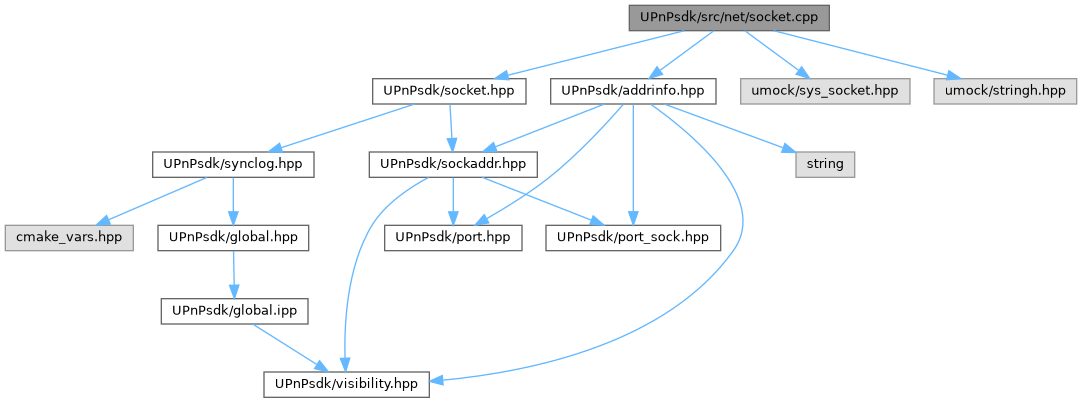 UPnPsdk/src/net/socket.cpp
UPnPsdk/socket.hpp
UPnPsdk/addrinfo.hpp
umock/sys_socket.hpp
umock/stringh.hpp
UPnPsdk/synclog.hpp
UPnPsdk/sockaddr.hpp
string
cmake_vars.hpp
UPnPsdk/global.hpp
UPnPsdk/port.hpp
UPnPsdk/port_sock.hpp
UPnPsdk/global.ipp
UPnPsdk/visibility.hpp